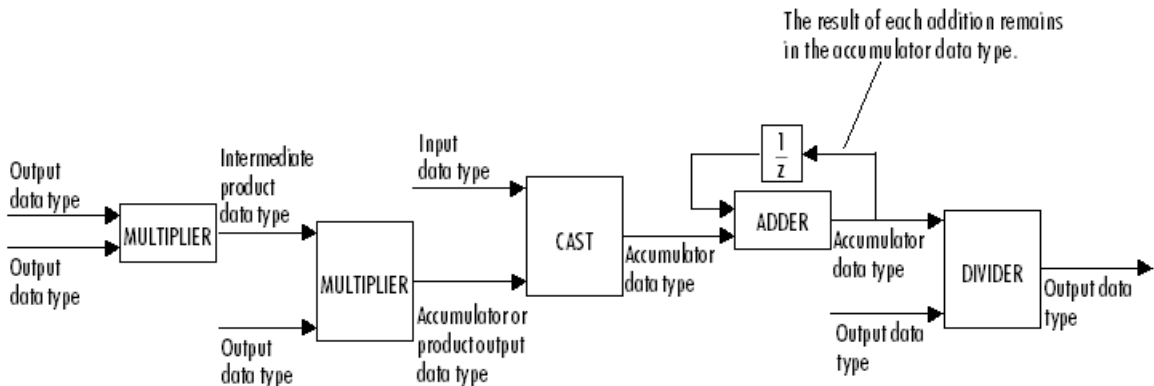 The result of each addition remains
in the accumulator data type.
Output
data type
Output
data type
MULTIPLIER
Intermediate
product
data type
Output
data type
MULTIPLIER
Accumulator or
product output
data type
Input
data type
CAST
Accumulator
data type
1
z
ADDER
Accumulator
data type
Output data
type
DIVIDER
Output data
type